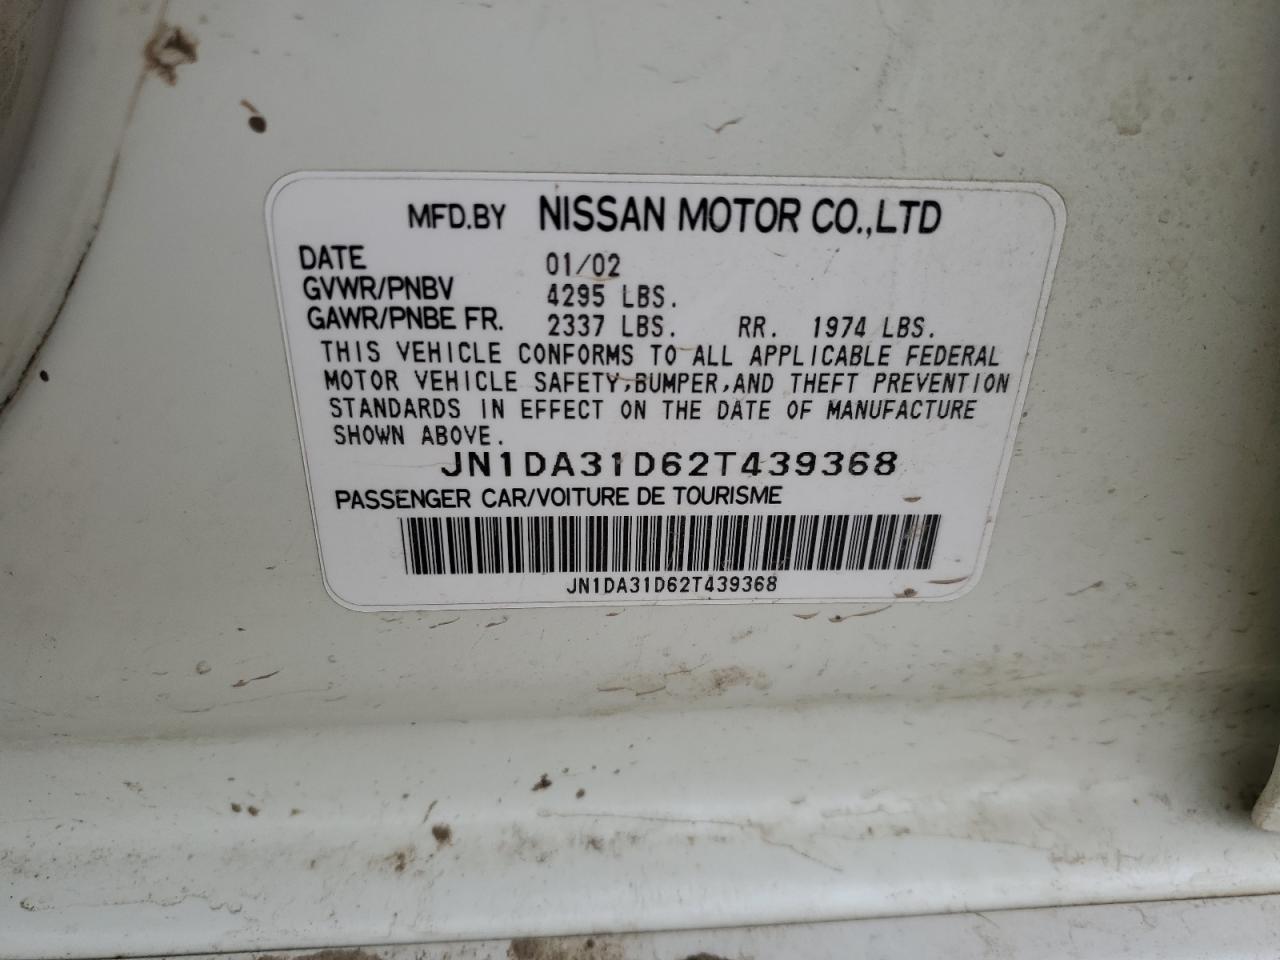 MFD.BY NISSAN MOTOR CO.,LTD
DATE 01/02
GVWR/PNBV 4295 LBS.
GAWR/PNBE FR. 2337 LBS. RR. 1974 LBS.
THIS VEHICLE CONFORMS TO ALL APPLICABLE FEDERAL
MOTOR VEHICLE SAFETY,BUMPER,AND THEFT PREVENTION
STANDARDS IN EFFECT ON THE DATE OF MANUFACTURE
SHOWN ABOVE.
JN1DA31D62T439368
PASSENGER CAR/VOITURE DE TOURISME
JN1DA31D62T439368